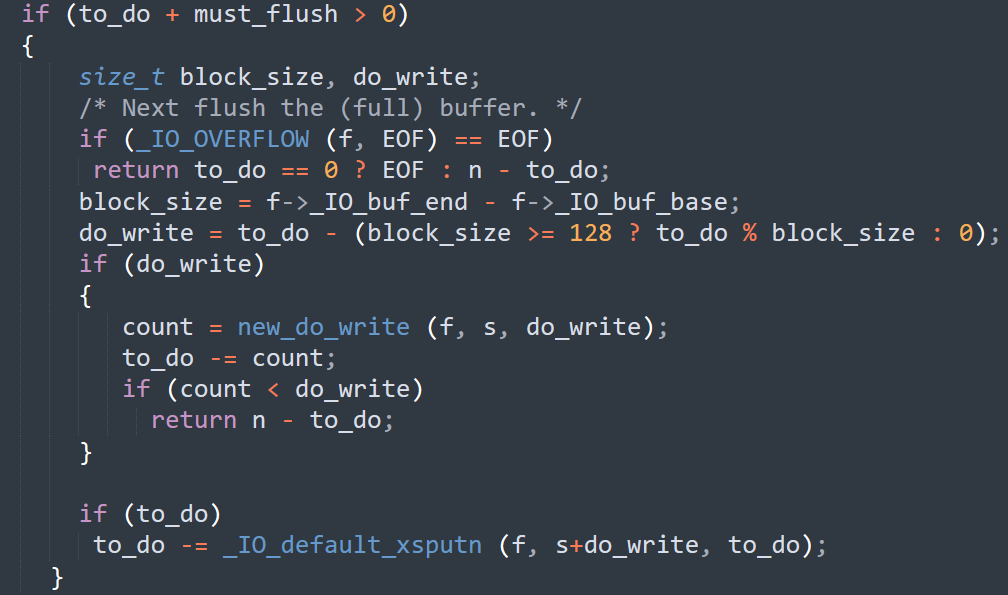 if (to_do + must_flush > 0)
{
size_t block_size, do_write;
/* Next flush the (full) buffer. */
if (_IO_OVERFLOW (f, EOF) == EOF)
return to_do == 0 ? EOF : n - to_do;
block_size = f->_IO_buf_end - f->_IO_buf_base;
do_write = to_do - (block_size >= 128 ? to_do % block_size : 0);
if (do_write)
{
count = new_do_write (f, s, do_write);
to_do -= count;
if (count < do_write)
return n - to_do;
}
if (to_do)
to_do -= _IO_default_xsputn (f, s+do_write, to_do);
}